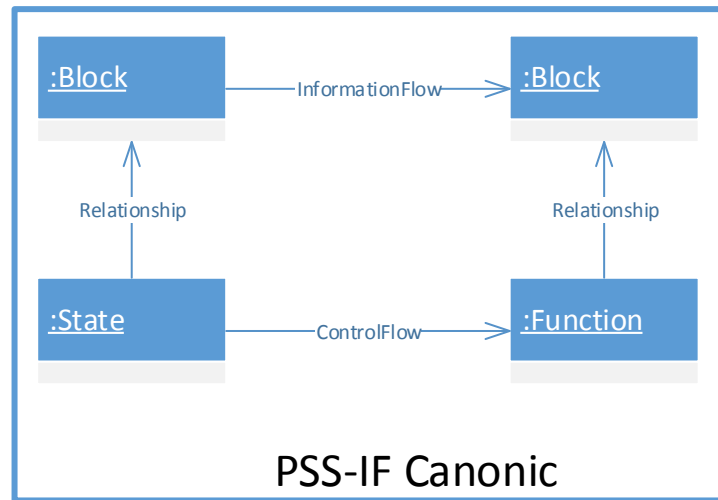 :Block
InformationFlow
:Block
Relationship
Relationship
:State
ControlFlow
:Function
PSS-IF Canonic